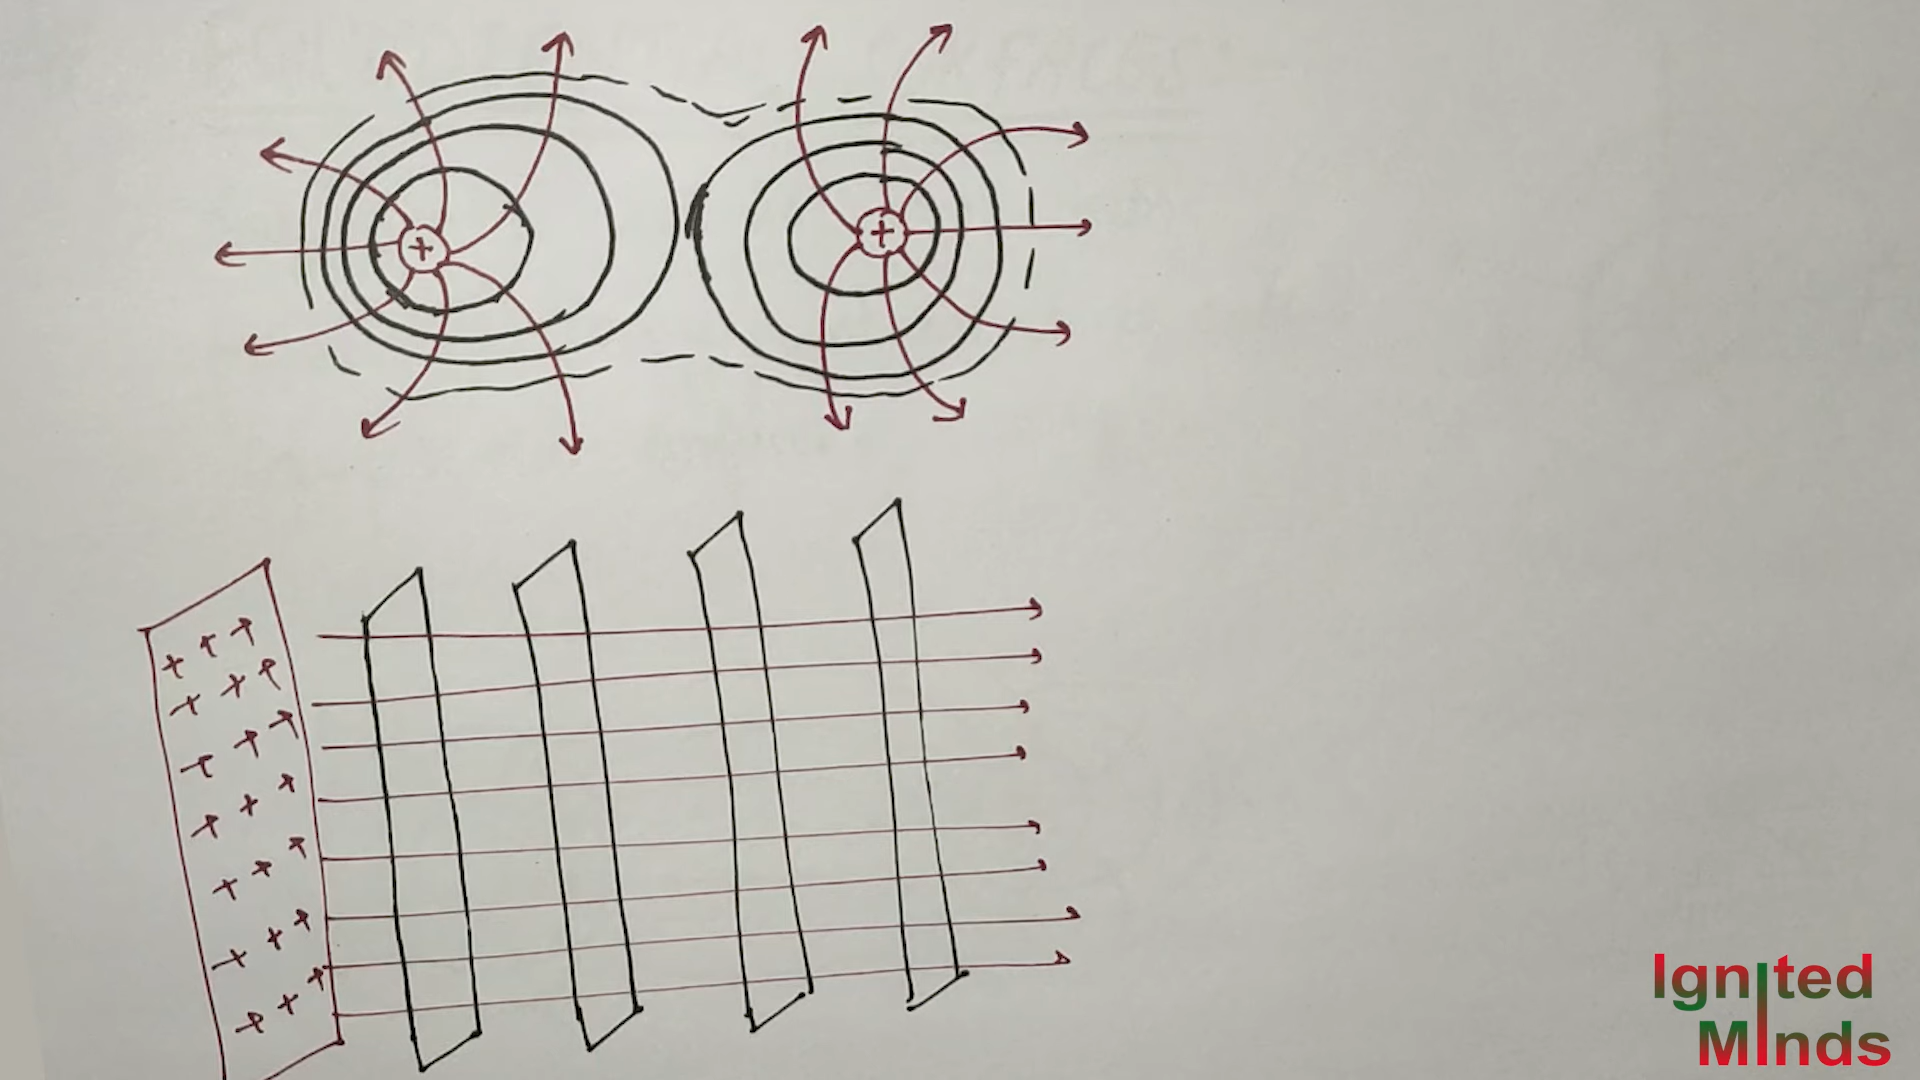 + +
+ + +
+ + +
+ + +
+ + +
+ + +
+ + +
+ + +
Ignited
Minds